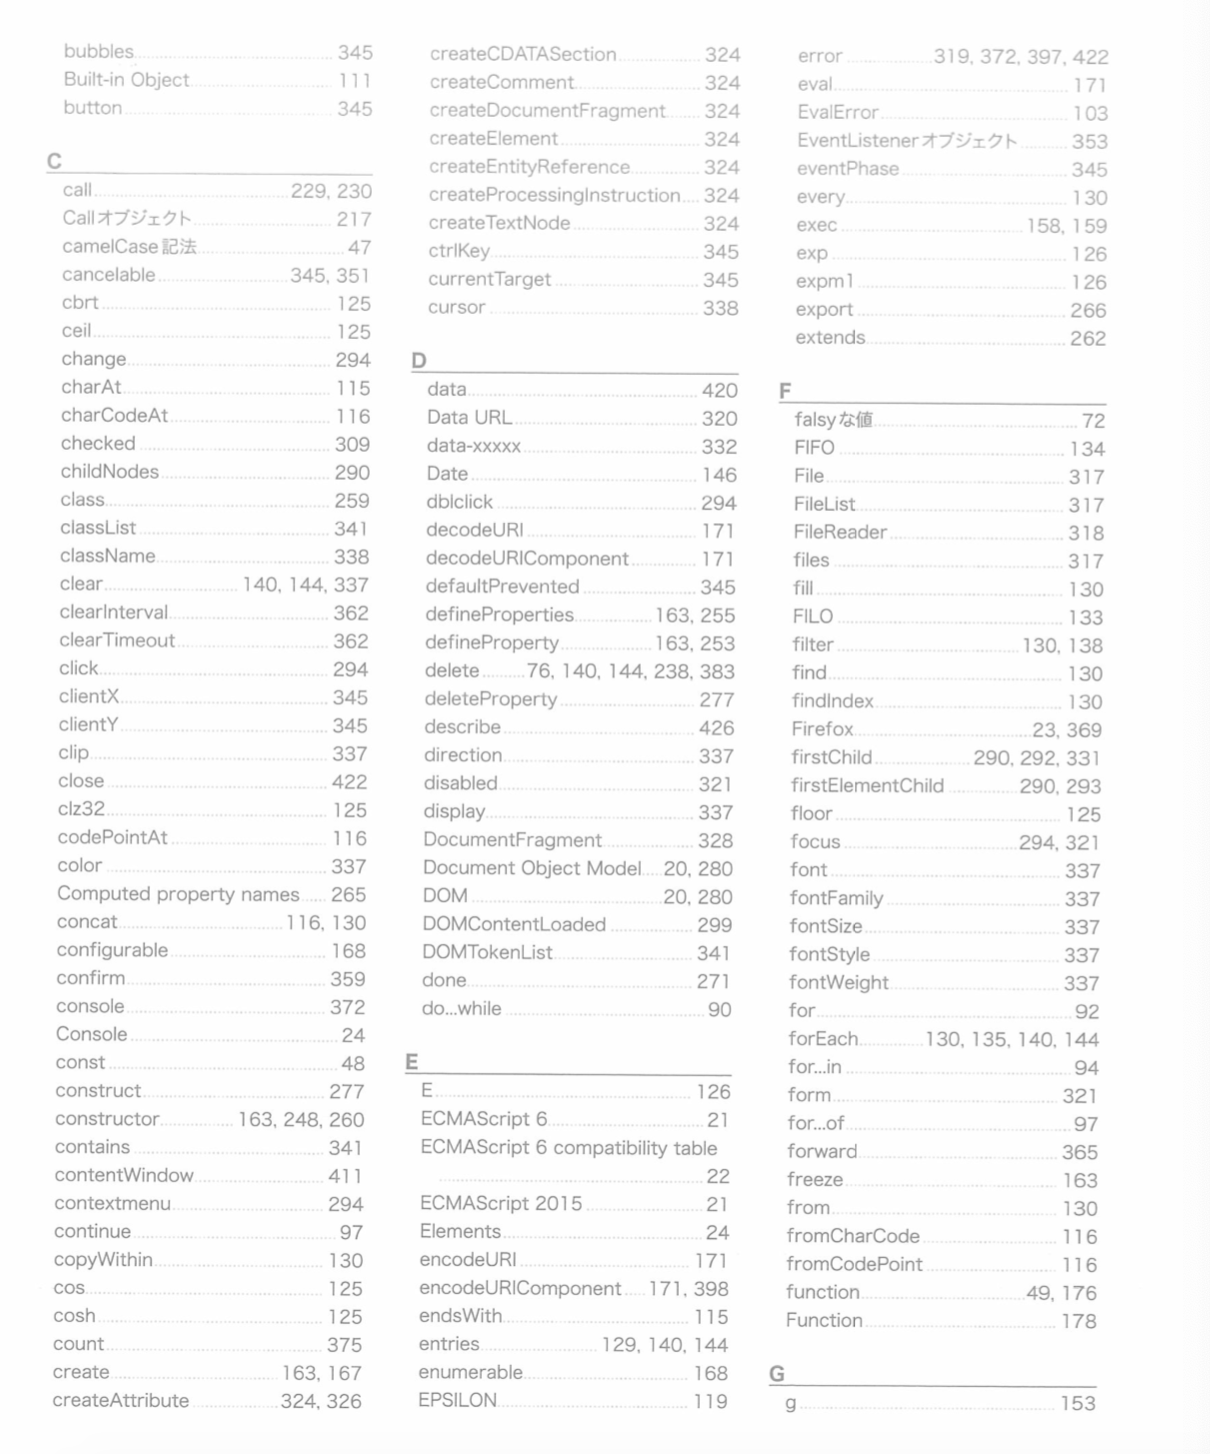 bubbles 345
Built-in Object 111
button 345
C
call 229, 230
Callオブジェクト 217
camelCase記法 47
cancelable 345, 351
cbrt 125
ceil 125
change 294
charAt 115
charCodeAt 116
checked 309
childNodes 290
class 259
classList 341
className 338
clear 140, 144, 337
clearInterval 362
clearTimeout 362
click 294
clientX 345
clientY 345
clip 337
close 422
clz32 125
codePointAt 116
color 337
Computed property names 265
concat 116, 130
configurable 168
confirm 359
console 372
Console 24
const 48
construct 277
constructor 163, 248, 260
contains 341
contentWindow 411
contextmenu 294
continue 97
copyWithin 130
cos 125
cosh 125
count 375
create 163, 167
createAttribute 324, 326
createCDATASection 324
createComment 324
createDocumentFragment 324
createElement 324
createEntityReference 324
createProcessingInstruction 324
createTextNode 324
ctrlKey 345
currentTarget 345
cursor 338
D
data 420
Data URL 320
data-xxxxx 332
Date 146
dblclick 294
decodeURI 171
decodeURIComponent 171
defaultPrevented 345
defineProperties 163, 255
defineProperty 163, 253
delete 76, 140, 144, 238, 383
deleteProperty 277
describe 426
direction 337
disabled 321
display 337
DocumentFragment 328
Document Object Model 20, 280
DOM 20, 280
DOMContentLoaded 299
DOMTokenList 341
done 271
do...while 90
E
E 126
ECMAScript 6 21
ECMAScript 6 compatibility table
22
ECMAScript 2015 21
Elements 24
encodeURI 171
encodeURIComponent 171, 398
endsWith 115
entries 129, 140, 144
enumerable 168
EPSILON 119
error 319, 372, 397, 422
eval 171
EvalError 103
EventListenerオブジェクト 353
eventPhase 345
every 130
exec 158, 159
exp 126
expm1 126
export 266
extends 262
F
falsyな値 72
FIFO 134
File 317
FileList 317
FileReader 318
files 317
fill 130
FILO 133
filter 130, 138
find 130
findIndex 130
Firefox 23, 369
firstChild 290, 292, 331
firstElementChild 290, 293
floor 125
focus 294, 321
font 337
fontFamily 337
fontSize 337
fontStyle 337
fontWeight 337
for 92
forEach 130, 135, 140, 144
for...in 94
form 321
for...of 97
forward 365
freeze 163
from 130
fromCharCode 116
fromCodePoint 116
function 49, 176
Function 178
G
g 153